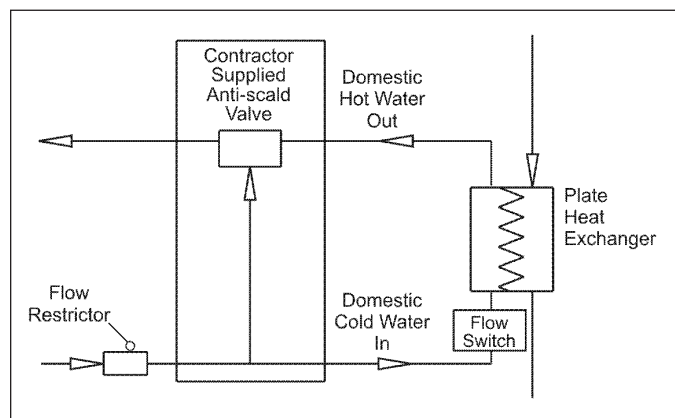 Contractor
Supplied
Anti-scald
Valve
Domestic
Hot Water
Out
Plate
Heat
Exchanger
Flow
Restrictor
Domestic
Cold Water
In
Flow
Switch